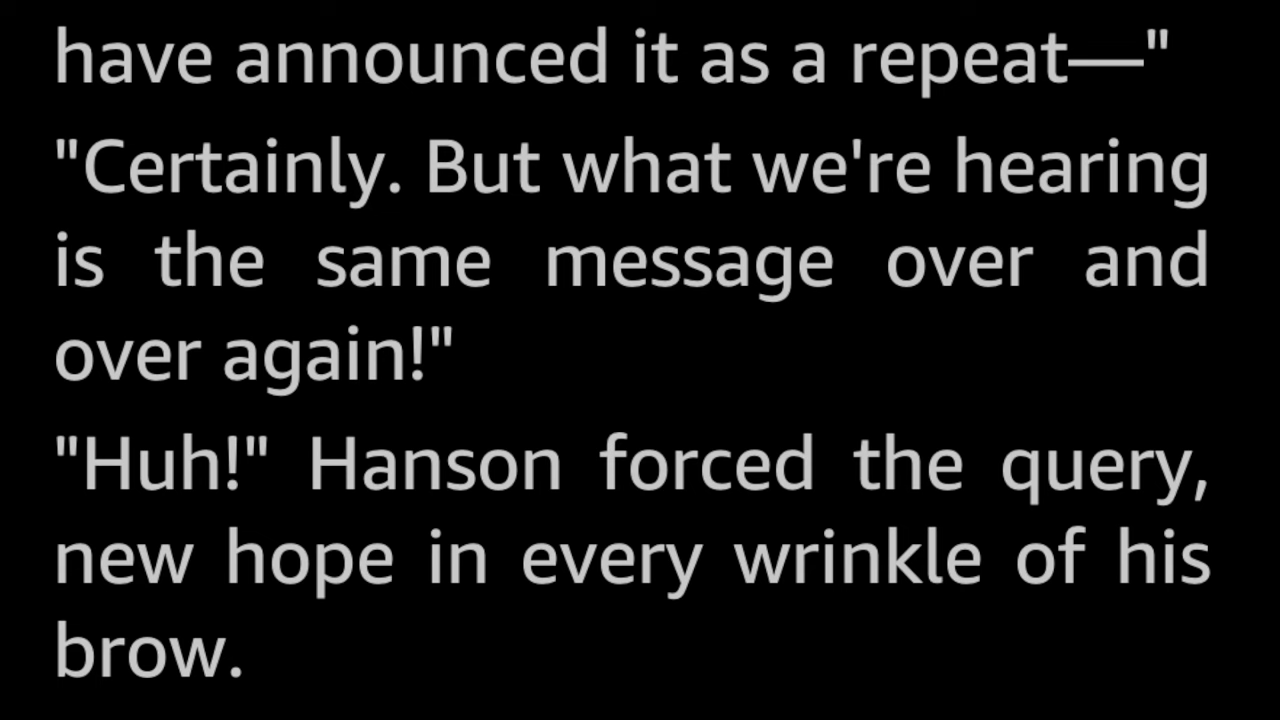 have announced it as a repeat—"
"Certainly. But what we're hearing
is the same message over and
over again!"
"Huh!" Hanson forced the query,
new hope in every wrinkle of his
brow.